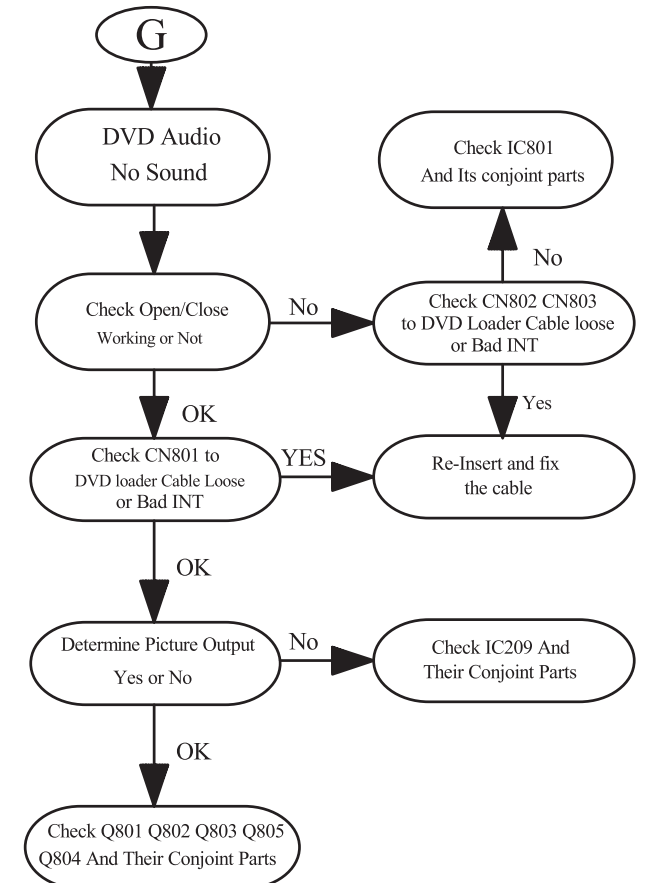 G
DVD Audio
No Sound
Check IC801
And Its conjoint parts
No
Check Open/Close
Working or Not
No
Check CN802 CN803
to DVD Loader Cable loose
or Bad INT
OK
Yes
Check CN801 to
DVD loader Cable Loose
or Bad INT
YES
Re-Insert and fix
the cable
OK
Determine Picture Output
Yes or No
No
Check IC209 And
Their Conjoint Parts
OK
Check Q801 Q802 Q803 Q805
Q804 And Their Conjoint Parts